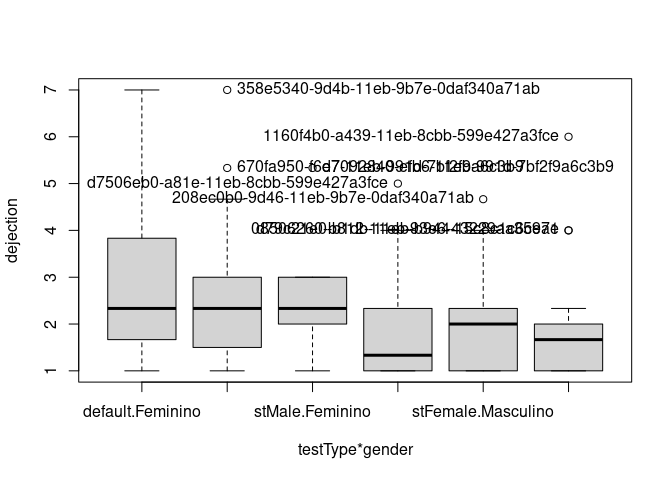 7
358e5340-9d4b-11eb-9b7e-0daf340a71ab
6
1160f4b0-a439-11eb-8cbb-599e427a3fce
5
d7506eb0-a81e-11eb-8cbb-599e427a3fce
208ec0b0-9d46-11eb-9b7e-0daf340a71ab
4
3
2
1
dejection
default.Feminino
stMale.Feminino
stFemale.Masculino
testType*gender